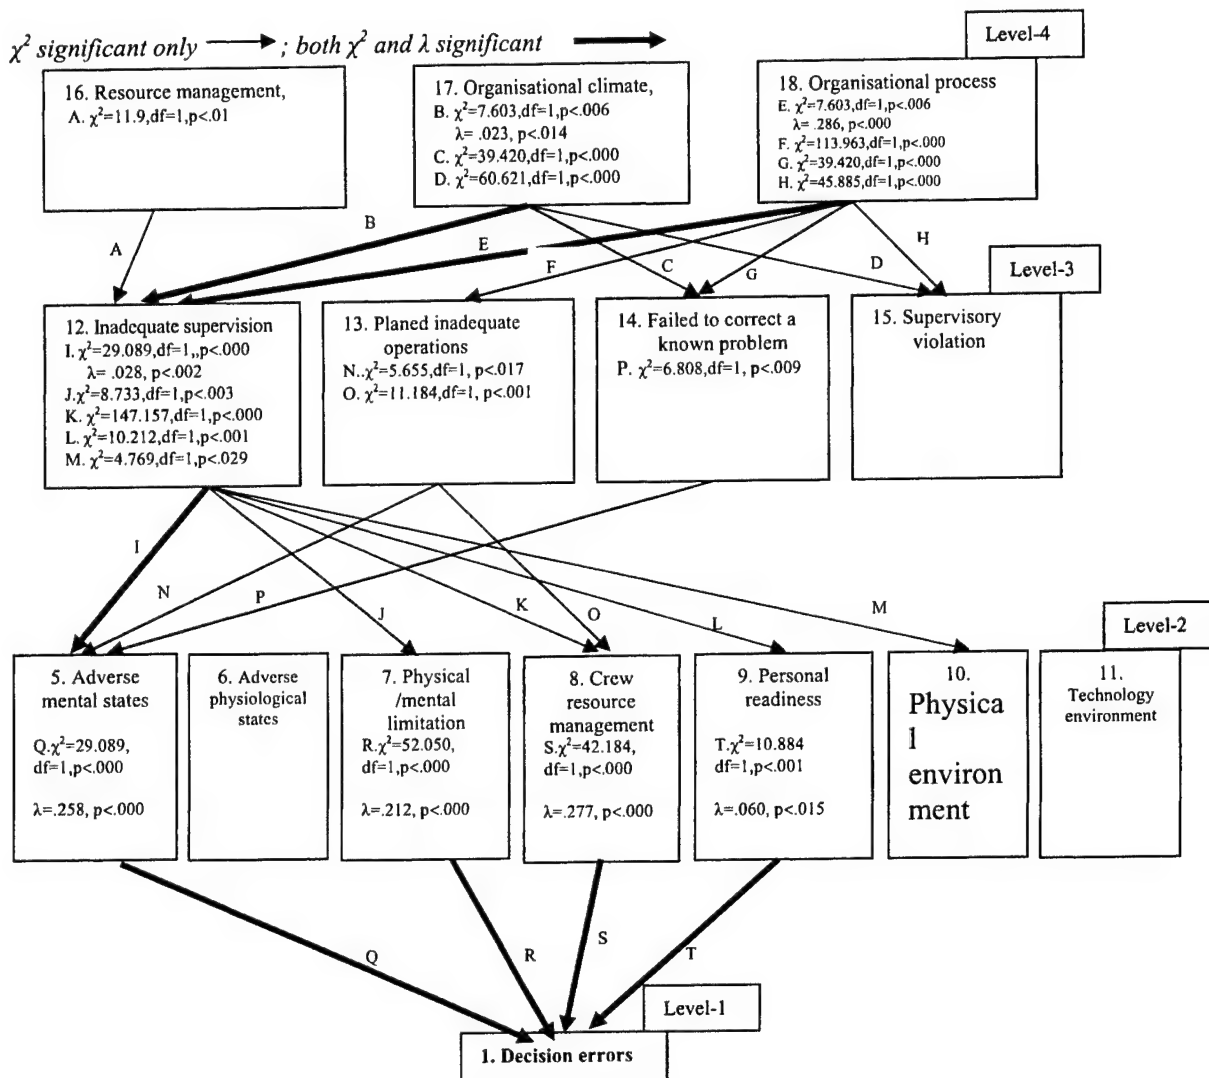 χ² significant only ; both χ² and λ significant
Level-4
16. Resource management,
A. χ²=11.9,df=1,p<.01
17. Organisational climate,
B. χ²=7.603,df=1,p<.006
λ= .023, p<.014
C. χ²=39.420,df=1,p<.000
D. χ²=60.621,df=1,p<.000
18. Organisational process
E. χ²=7.603,df=1,p<.006
λ= .286, p<.000
F. χ²=113.963,df=1,p<.000
G. χ²=39.420,df=1,p<.000
H. χ²=45.885,df=1,p<.000
A
B
E
F
C
G
D
H
Level-3
12. Inadequate supervision
I. χ²=29.089,df=1,,p<.000
λ= .028, p<.002
J.χ²=8.733,df=1,p<.003
K. χ²=147.157,df=1,p<.000
L. χ²=10.212,df=1,p<.001
M. χ²=4.769,df=1,p<.029
13. Planed inadequate
operations
N..χ²=5.655,df=1, p<.017
O. χ²=11.184,df=1, p<.001
14. Failed to correct a
known problem
P. χ²=6.808,df=1, p<.009
15. Supervisory
violation
I
N
P
J
K
O
L
M
Level-2
5. Adverse
mental states
Q.χ²=29.089,
df=1,p<.000
λ=.258, p<.000
6. Adverse
physiological
states
7. Physical
/mental
limitation
R.χ²=52.050,
df=1,p<.000
λ=.212, p<.000
8. Crew
resource
management
S.χ²=42.184,
df=1,p<.000
λ=.277, p<.000
9. Personal
readiness
T.χ²=10.884
df=1,p<.001
λ=.060, p<.015
10.
Physica
l
environ
ment
11.
Technology
environment
Q
R
S
T
Level-1
1. Decision errors